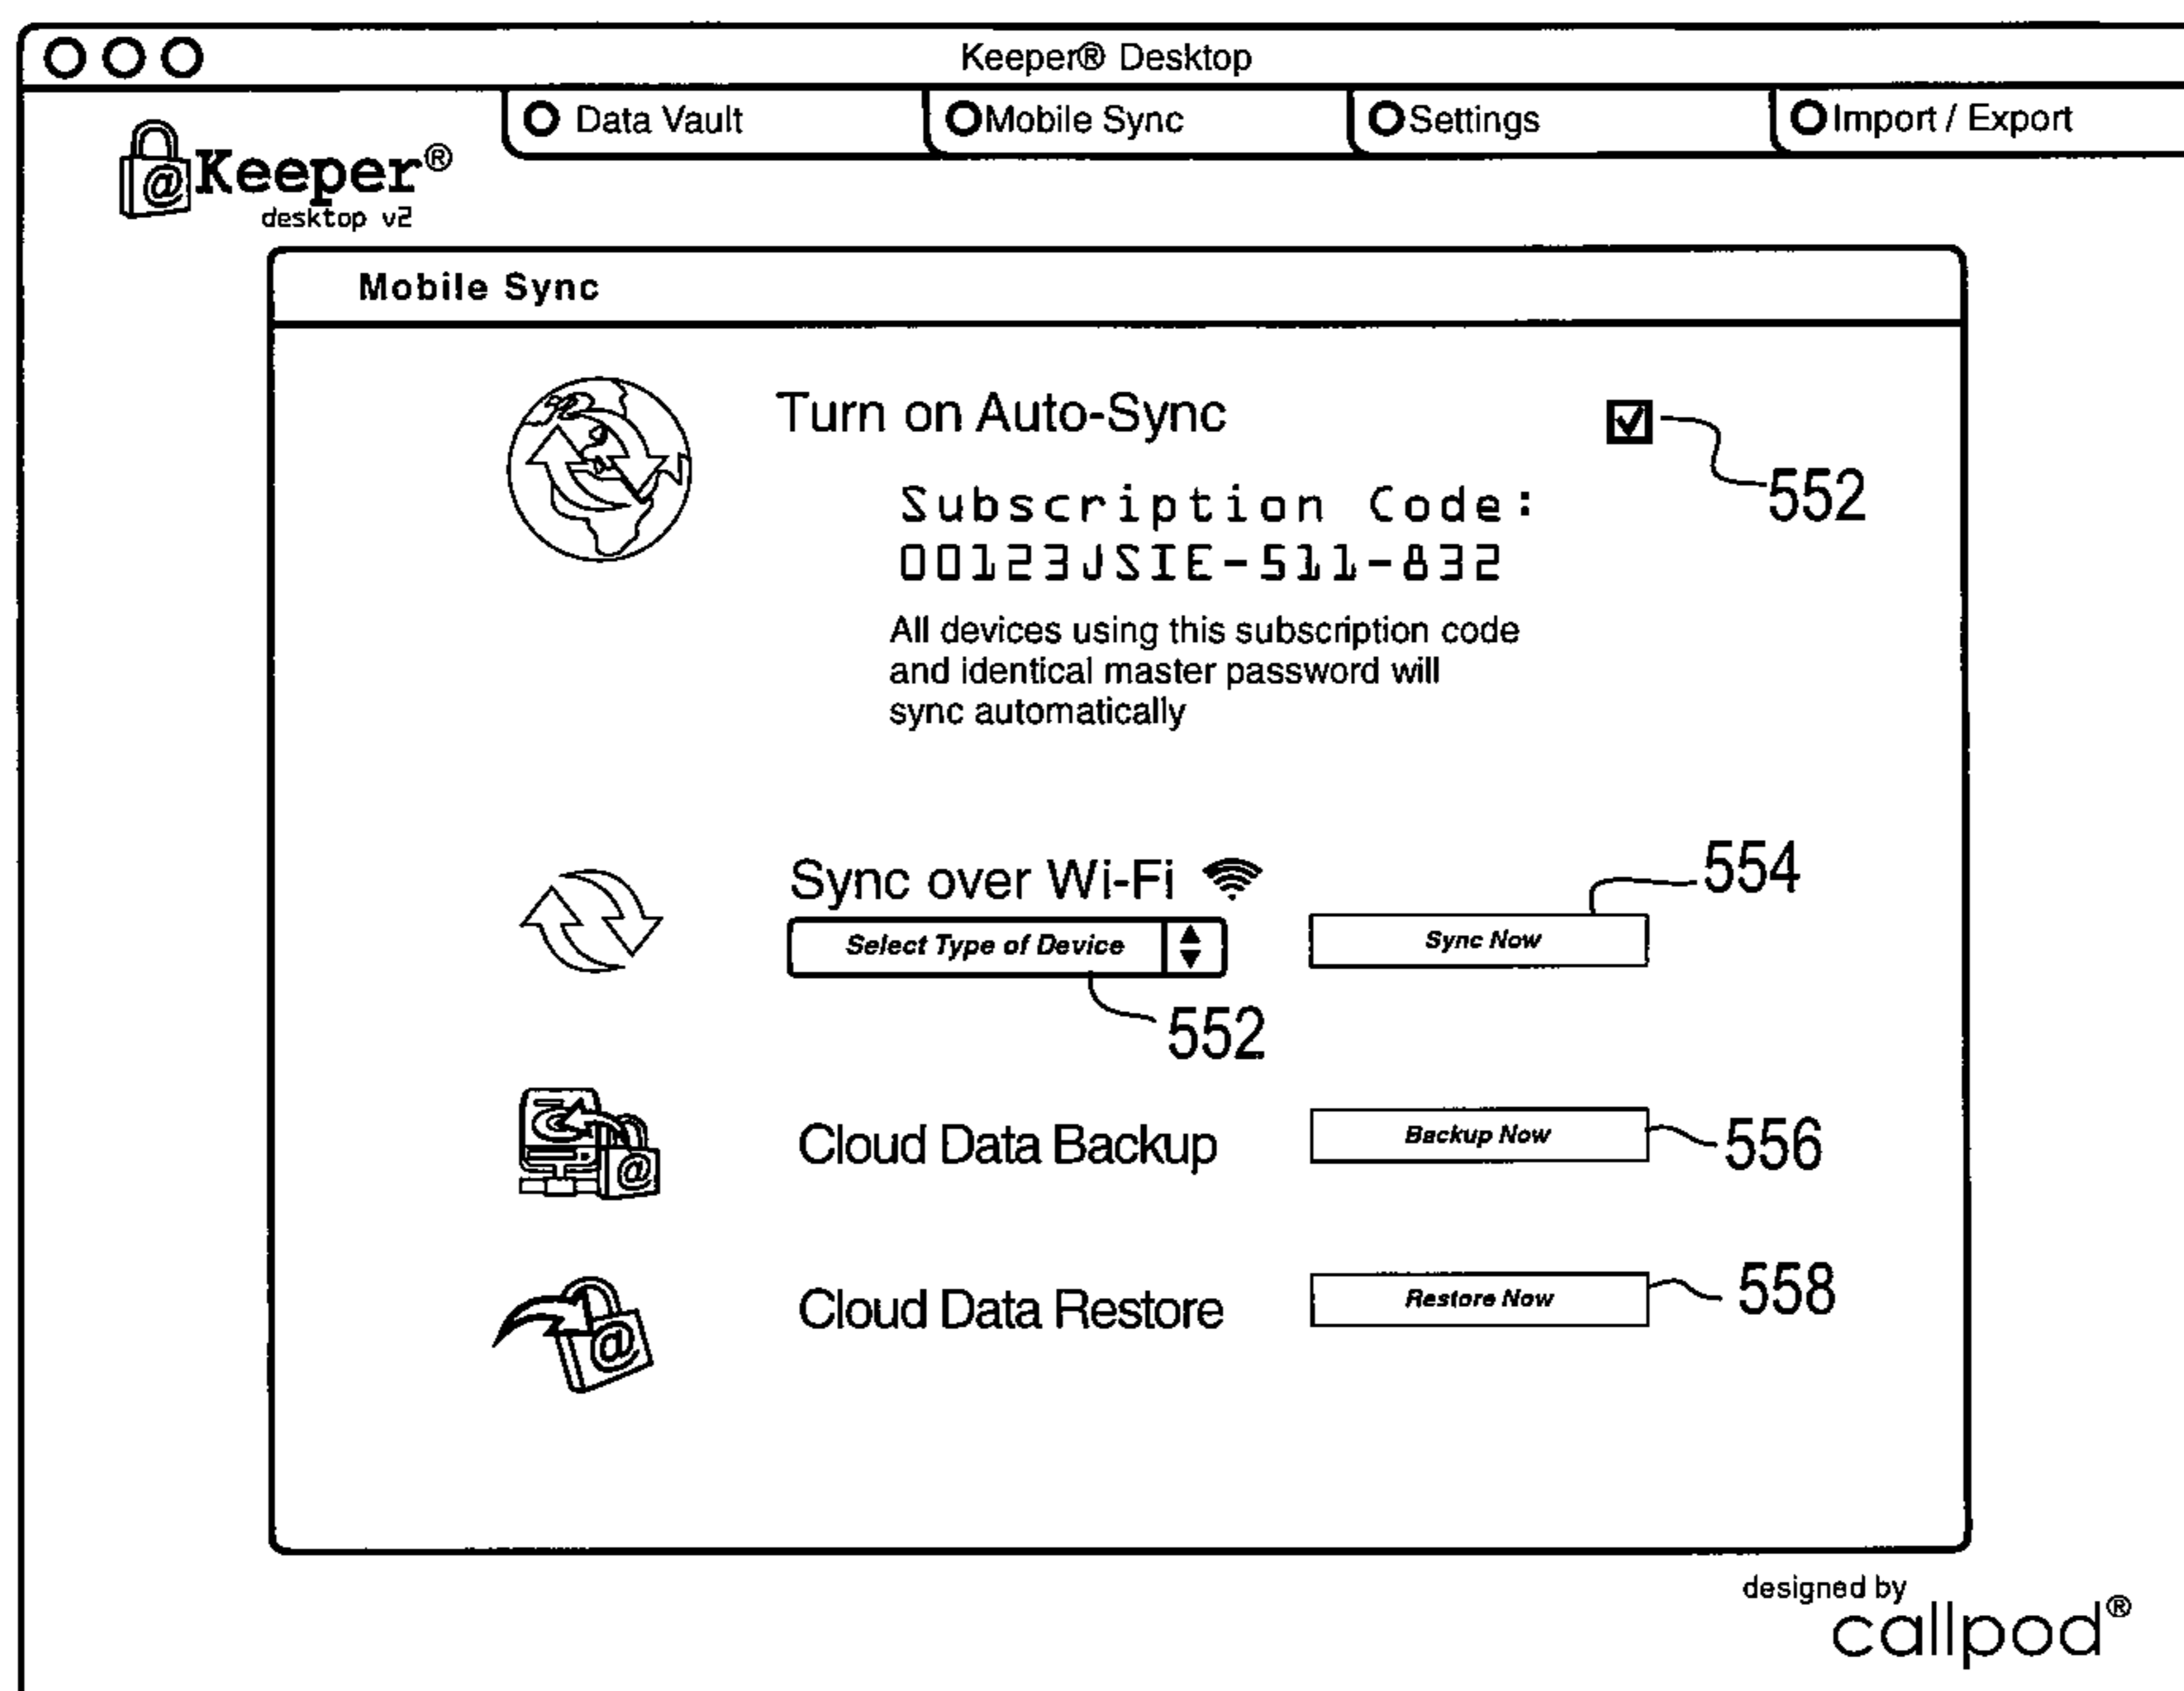 Keeper® Desktop
Data Vault
Mobile Sync
Settings
Import / Export
@Keeper®
desktop v2
Mobile Sync
Turn on Auto-Sync
552
Subscription Code:
00123JSIE-511-832
All devices using this subscription code
and identical master password will
sync automatically
554
Sync over Wi-Fi
Select Type of Device
Sync Now
552
@
Cloud Data Backup
Backup Now
556
@
Cloud Data Restore
Restore Now
558
designed by
callpod®